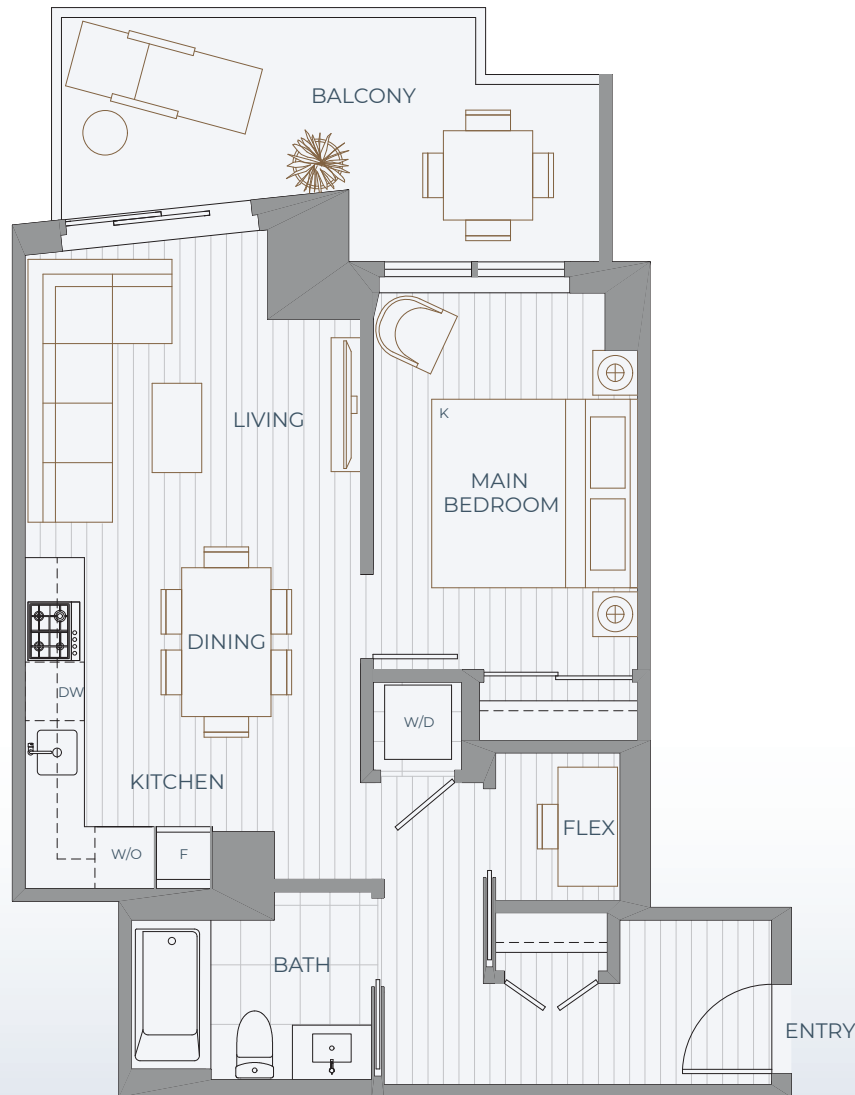 BALCONY
LIVING
K
MAIN
BEDROOM
DINING
DW
W/D
KITCHEN
FLEX
W/O
F
BATH
ENTRY